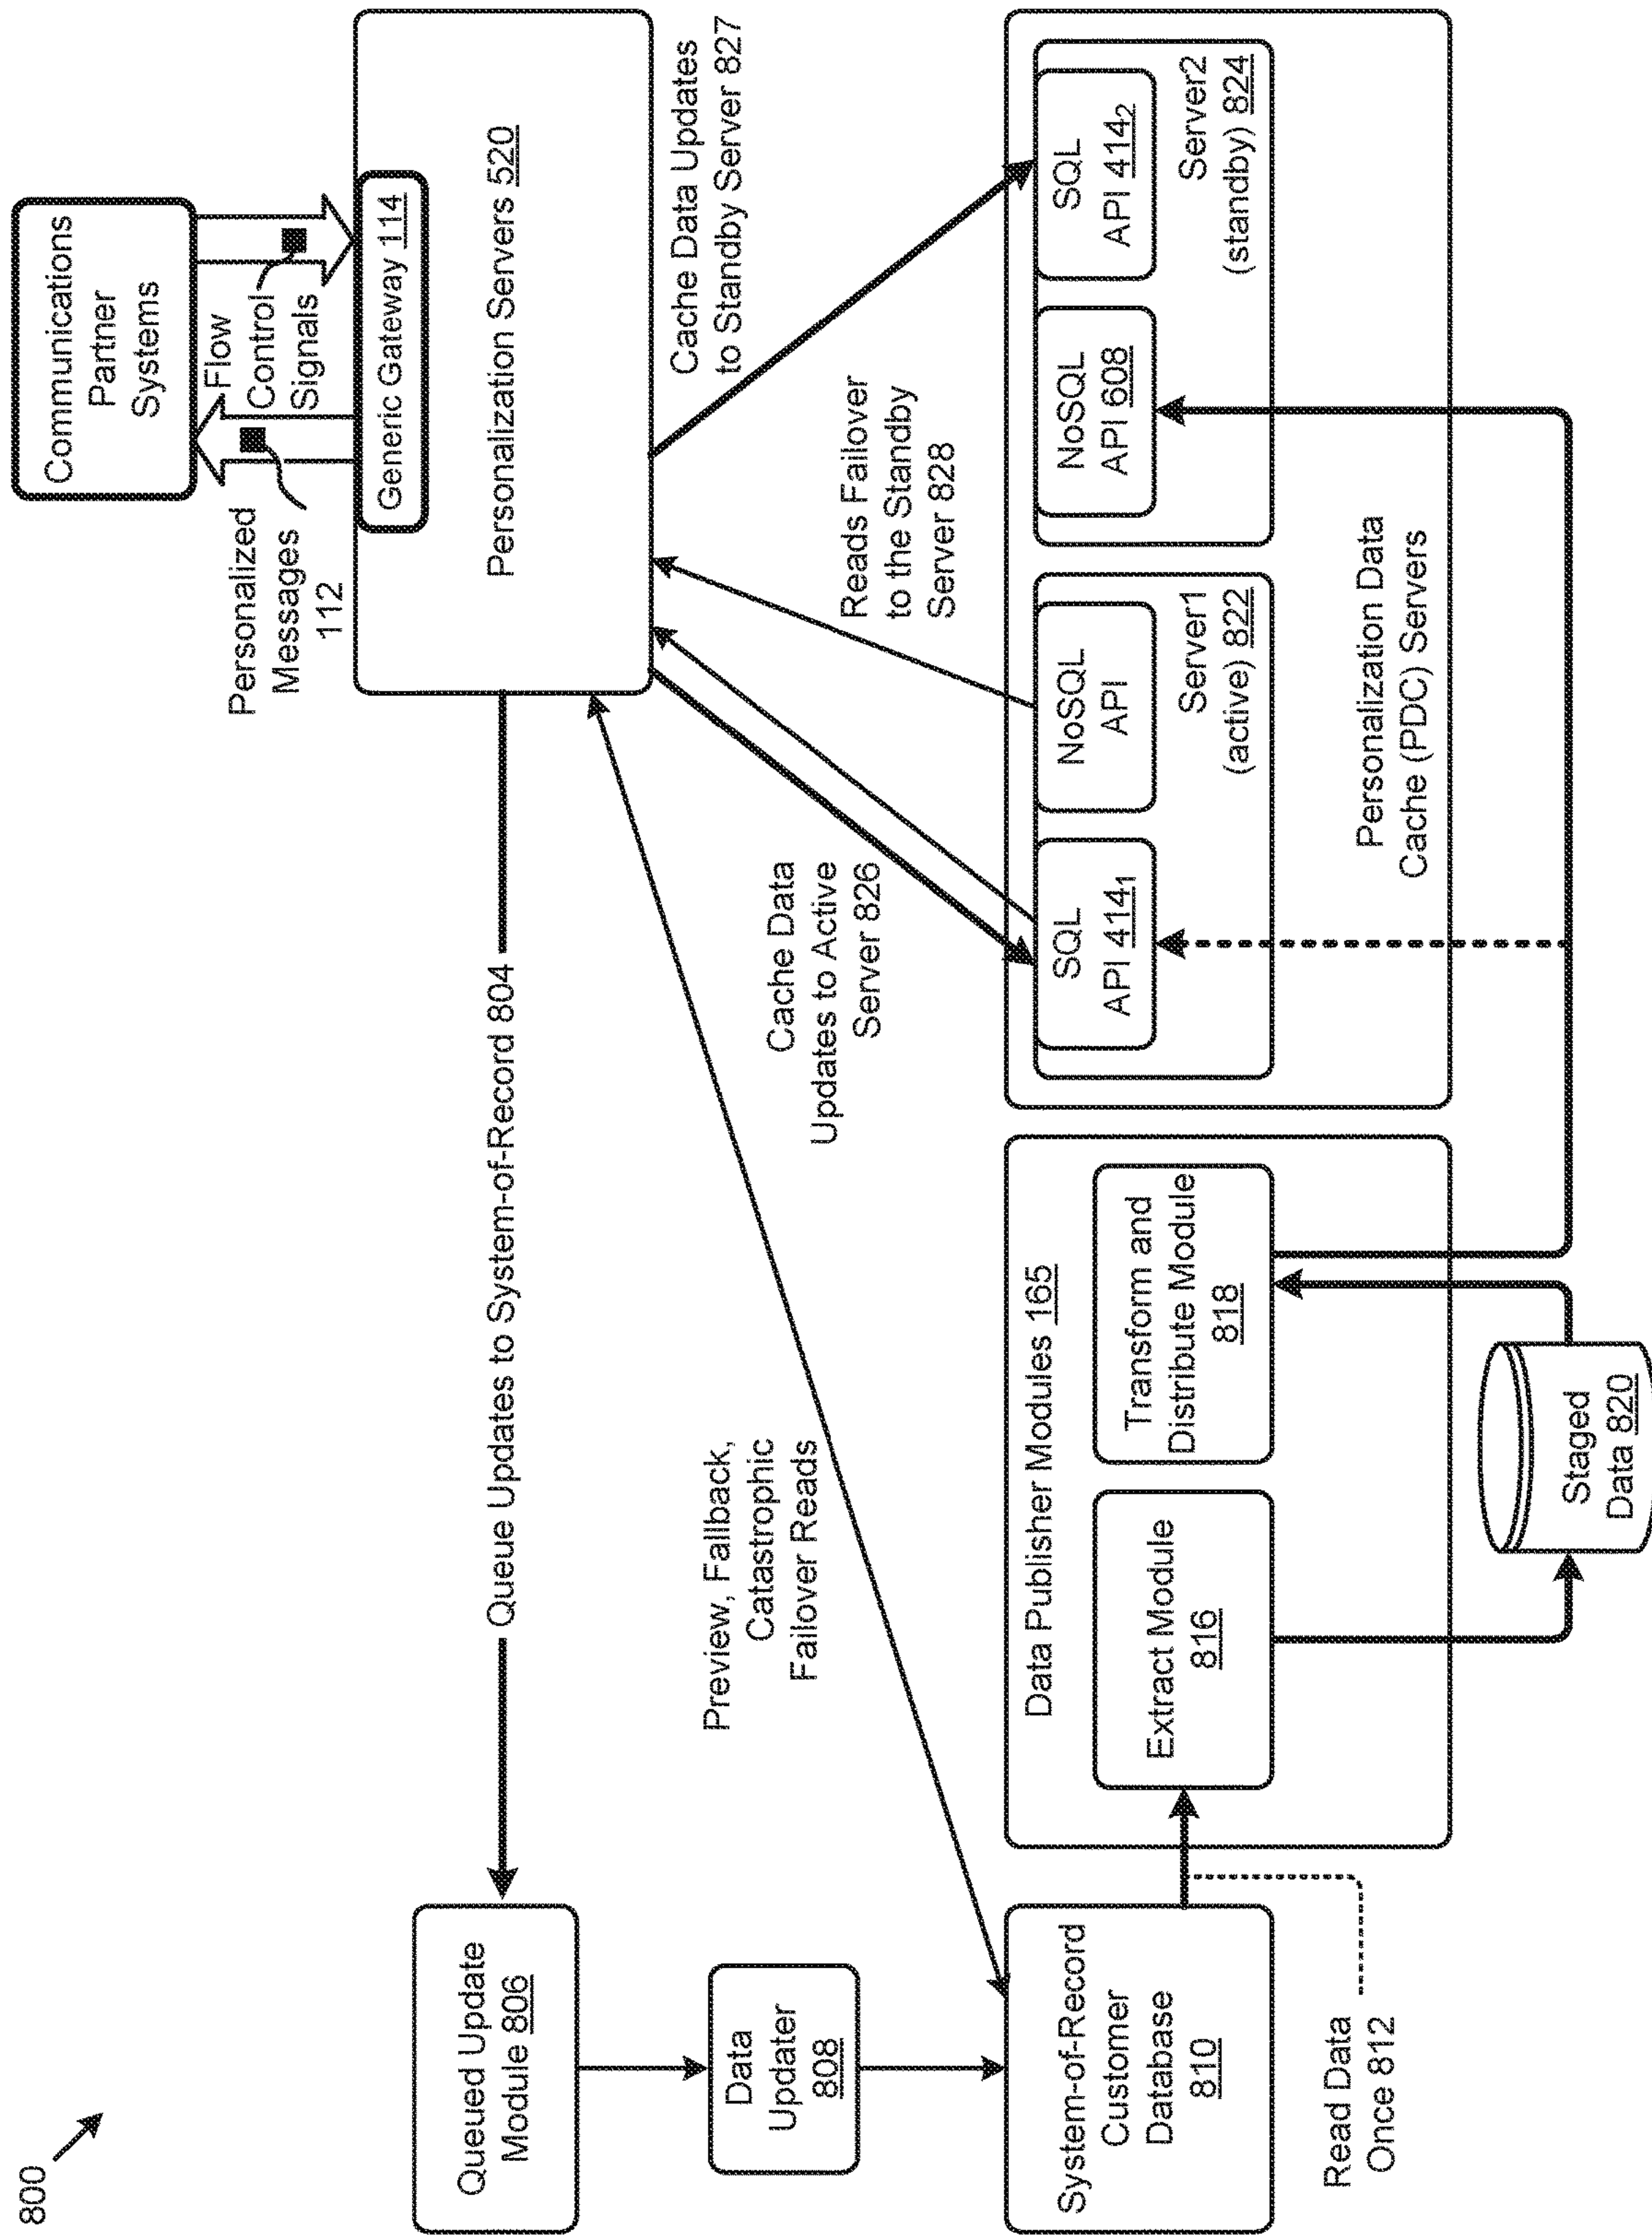 800
Communications
Partner
Systems
Personalized
Messages
112
Flow
Control
Signals
Generic Gateway 114
Personalization Servers 520
Queue Updates to System-of-Record 804
Queued Update
Module 806
Data
Updater
808
System-of-Record
Customer
Database
810
Read Data
Once 812
Preview, Fallback,
Catastrophic
Failover Reads
Cache Data
Updates to Active
Server 826
Reads Failover
to the Standby
Server 828
Cache Data Updates
to Standby Server 827
Data Publisher Modules 165
Extract Module
816
Transform and
Distribute Module
818
Staged
Data 820
SQL
API 414₁
NoSQL
API
Server1
(active) 822
NoSQL
API 608
SQL
API 414₂
Server2
(standby) 824
Personalization Data
Cache (PDC) Servers